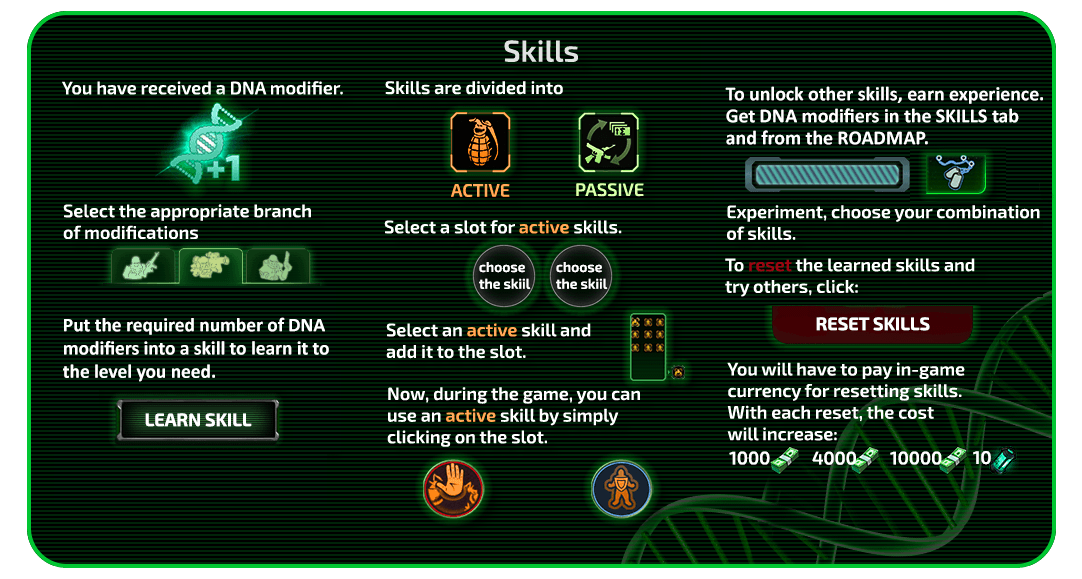 Skills
You have received a DNA modifier.
+1
Select the appropriate branch
of modifications
Put the required number of DNA
modifiers into a skill to learn it to
the level you need.
LEARN SKILL
Skills are divided into
ACTIVE
PASSIVE
Select a slot for active skills.
choose
the skiil
choose
the skiil
Select an active skill and
add it to the slot.
Now, during the game, you can
use an active skill by simply
clicking on the slot.
To unlock other skills, earn experience.
Get DNA modifiers in the SKILLS tab
and from the ROADMAP.
Experiment, choose your combination
of skills.
To reset the learned skills and
try others, click:
RESET SKILLS
You will have to pay in-game
currency for resetting skills.
With each reset, the cost
will increase:
1000 4000 10000 10